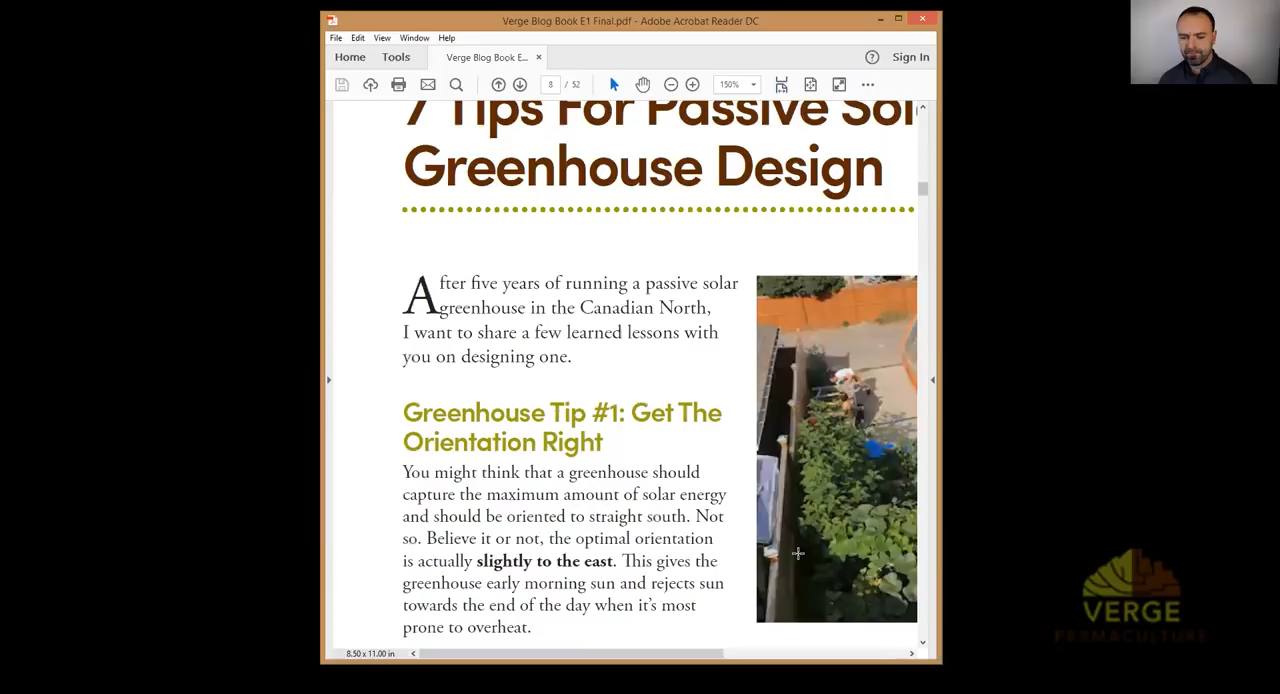 Verge Blog Book E1 Final.pdf - Adobe Acrobat Reader DC
File Edit View Window Help
Home Tools Verge Blog Book E... × Sign In
8 / 52 150%
7 Tips For Passive Sol
Greenhouse Design
After five years of running a passive solar
greenhouse in the Canadian North,
I want to share a few learned lessons with
you on designing one.
Greenhouse Tip #1: Get The
Orientation Right
You might think that a greenhouse should
capture the maximum amount of solar energy
and should be oriented to straight south. Not
so. Believe it or not, the optimal orientation
is actually slightly to the east. This gives the
greenhouse early morning sun and rejects sun
towards the end of the day when it's most
prone to overheat.
8.50 x 11.00 in
VERGE
PERMACULTURE